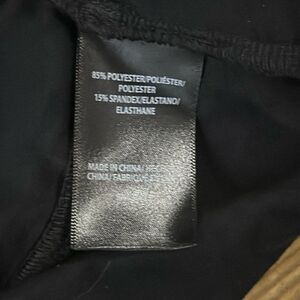 85% POLYESTER/POLIÉSTER/
POLYESTER
15% SPANDEX/ELASTANO/
ELASTHANE
MADE IN CHINA/
CHINA/